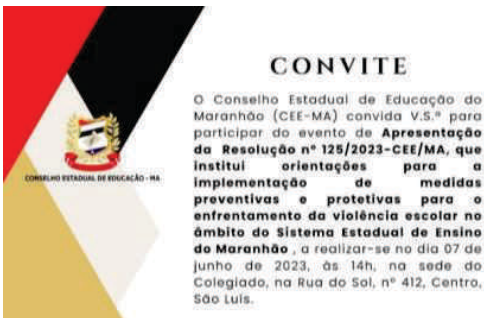 CONVITE
O Conselho Estadual de Educação do
Maranhão (CEE-MA) convida V.S.ª para
participar do evento de Apresentação
da Resolução nº 125/2023-CEE/MA, que
institui orientações para a
implementação de medidas
preventivas e protetivas para o
enfrentamento da violência escolar no
âmbito do Sistema Estadual de Ensino
do Maranhão , a realizar-se no dia 07 de
junho de 2023, às 14h, na sede do
Colegiado, na Rua do Sol, nº 412, Centro,
São Luís.
CONSELHO ESTADUAL DE EDUCAÇÃO - MA